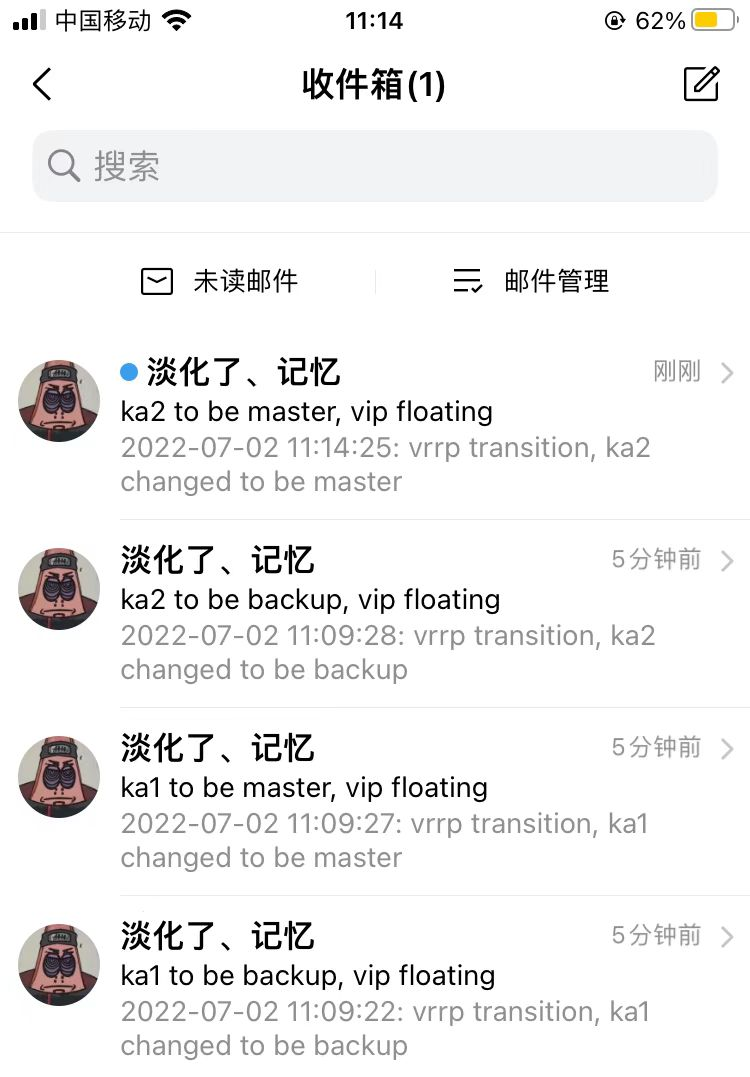 中国移动 11:14 62%
收件箱(1)
搜索
未读邮件 邮件管理
淡化了、记忆 刚刚
ka2 to be master, vip floating
2022-07-02 11:14:25: vrrp transition, ka2
changed to be master
淡化了、记忆 5分钟前
ka2 to be backup, vip floating
2022-07-02 11:09:28: vrrp transition, ka2
changed to be backup
淡化了、记忆 5分钟前
ka1 to be master, vip floating
2022-07-02 11:09:27: vrrp transition, ka1
changed to be master
淡化了、记忆 5分钟前
ka1 to be backup, vip floating
2022-07-02 11:09:22: vrrp transition, ka1
changed to be backup